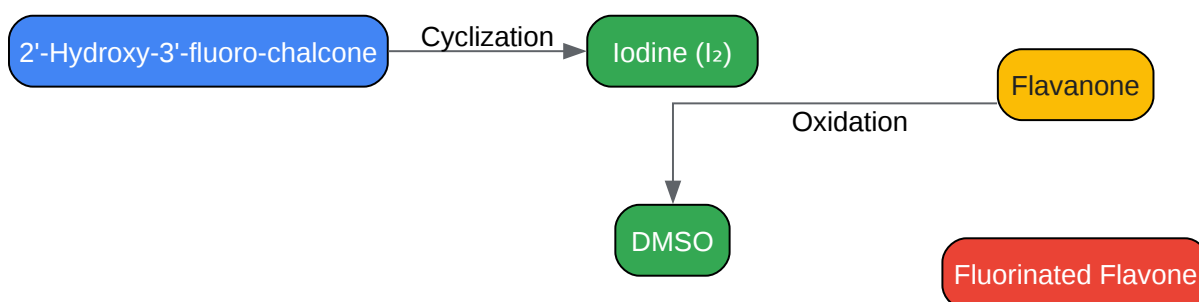 2'-Hydroxy-3'-fluoro-chalcone
Cyclization
Iodine (I₂)
Flavanone
Oxidation
DMSO
Fluorinated Flavone